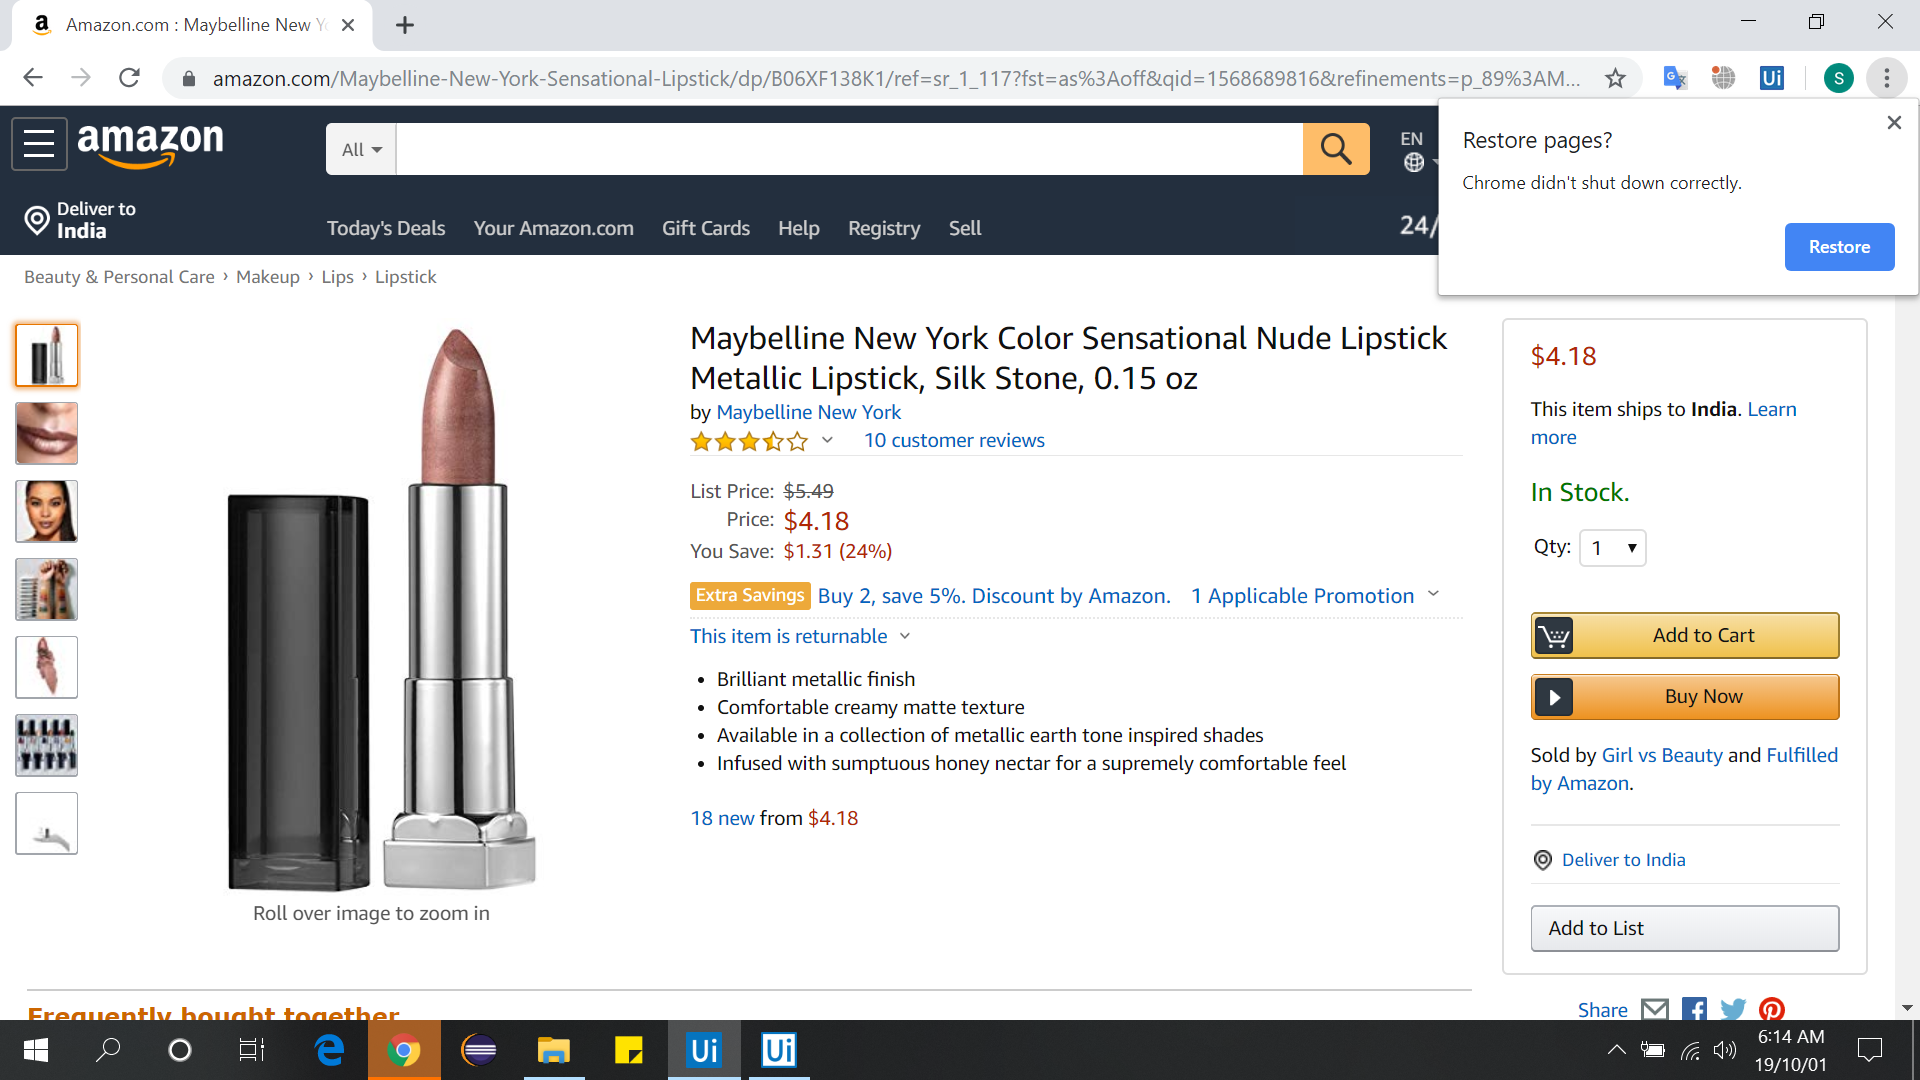 Amazon.com : Maybelline New Y
amazon.com/Maybelline-New-York-Sensational-Lipstick/dp/B06XF138K1/ref=sr_1_117?fst=as%3Aoff&qid=1568689816&refinements=p_89%3AM...
Ui
S
Restore pages?
Chrome didn't shut down correctly.
Restore
amazon
All
EN
Deliver to
India
Today's Deals
Your Amazon.com
Gift Cards
Help
Registry
Sell
24/
Beauty & Personal Care › Makeup › Lips › Lipstick
Maybelline New York Color Sensational Nude Lipstick
Metallic Lipstick, Silk Stone, 0.15 oz
by Maybelline New York
10 customer reviews
List Price: $5.49
Price: $4.18
You Save: $1.31 (24%)
Extra Savings Buy 2, save 5%. Discount by Amazon. 1 Applicable Promotion
This item is returnable
• Brilliant metallic finish
• Comfortable creamy matte texture
• Available in a collection of metallic earth tone inspired shades
• Infused with sumptuous honey nectar for a supremely comfortable feel
18 new from $4.18
Roll over image to zoom in
$4.18
This item ships to India. Learn
more
In Stock.
Qty: 1
Add to Cart
Buy Now
Sold by Girl vs Beauty and Fulfilled
by Amazon.
Deliver to India
Add to List
Share
Frequently bought together
Ui
Ui
6:14 AM
19/10/01